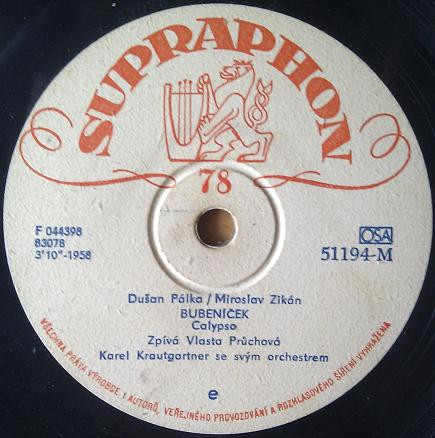 SUPRAPHON
78
F 044398
83078
3'10"-1958
OSA
51194-M
Dušan Pálka / Miroslav Zikán
BUBENÍČEK
Calypso
Zpívá Vlasta Průchová
Karel Krautgartner se svým orchestrem
e
VŠECHNA PRÁVA VÝROBCE I AUTORŮ, VEŘEJNÉHO PROVOZOVÁNÍ A ROZHLASOVÉHO ŠÍŘENÍ VYHRAŽENA